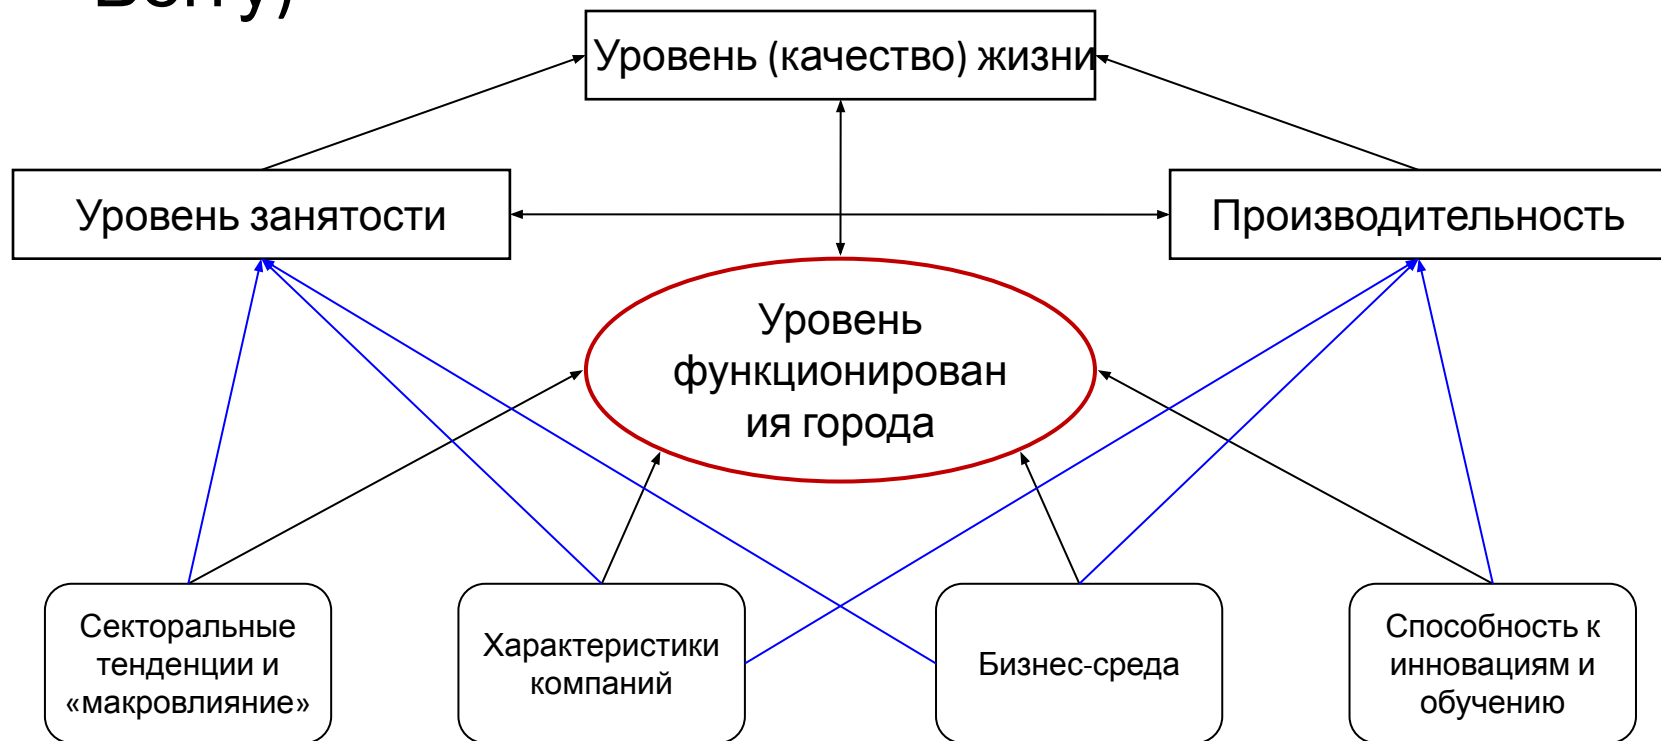 Berry)
Уровень (качество) жизни
Уровень занятости
Производительность
Уровень
функционирован
ия города
Секторальные
тенденции и
«макровлияние»
Характеристики
компаний
Бизнес-среда
Способность к
инновациям и
обучению